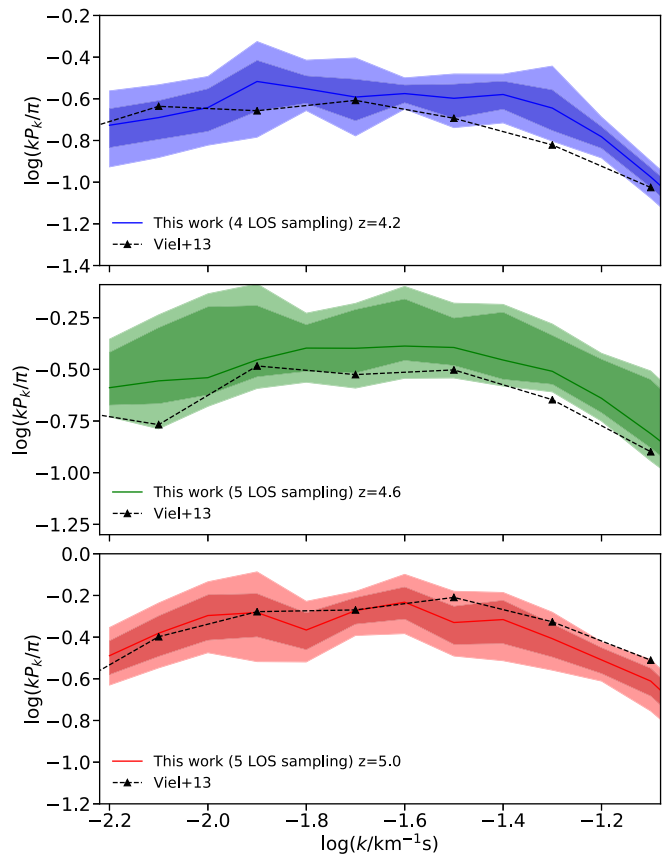 −0.2
−0.4
−0.6
−0.8
−1.0
−1.2
−1.4
log(kP_k/π)
This work (4 LOS sampling) z=4.2
Viel+13
−0.25
−0.50
−0.75
−1.00
−1.25
log(kP_k/π)
This work (5 LOS sampling) z=4.6
Viel+13
0.0
−0.2
−0.4
−0.6
−0.8
−1.0
−1.2
log(kP_k/π)
This work (5 LOS sampling) z=5.0
Viel+13
−2.2 −2.0 −1.8 −1.6 −1.4 −1.2
log(k/km⁻¹s)